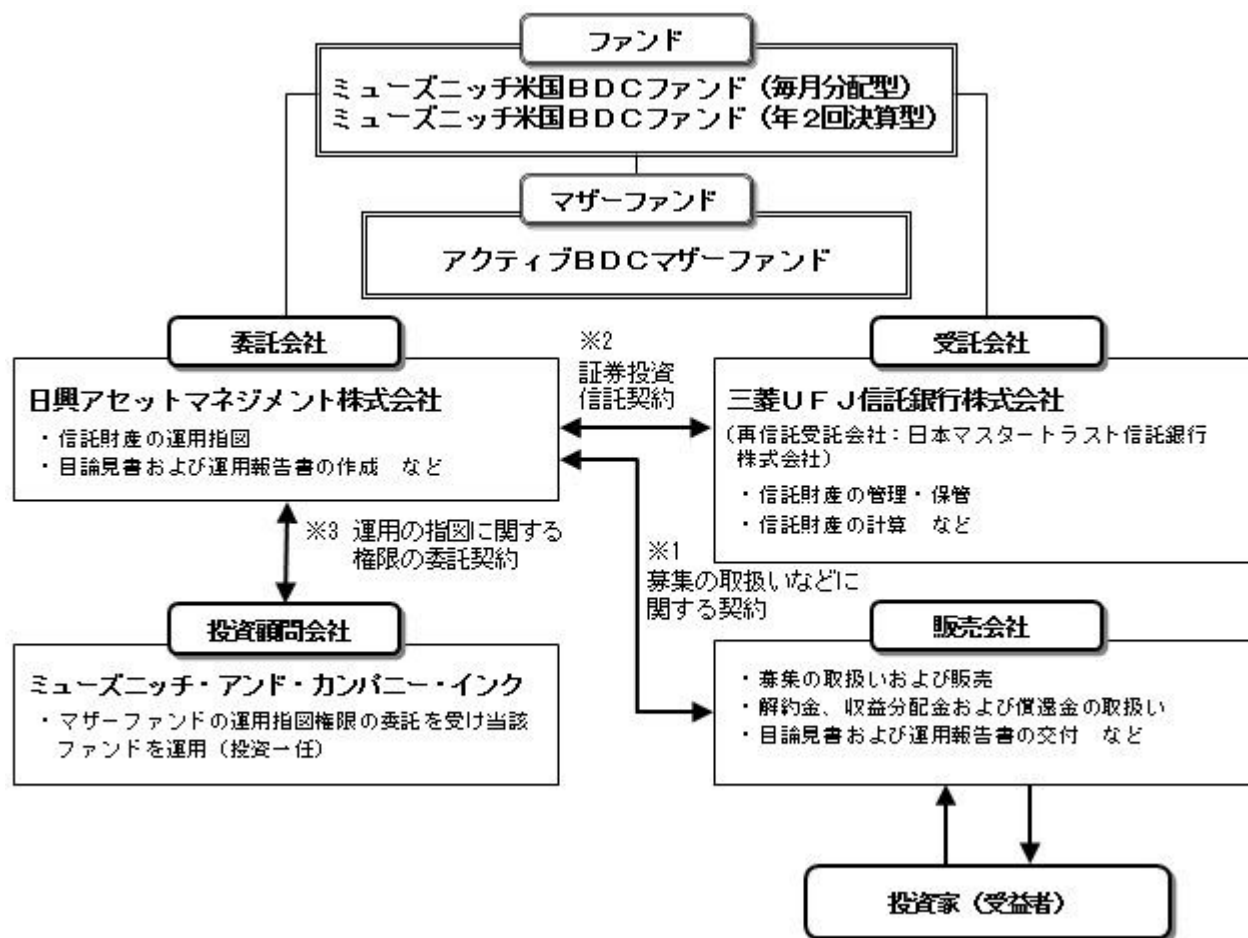 ファンド
ミューズニッチ米国ＢＤＣファンド（毎月分配型）
ミューズニッチ米国ＢＤＣファンド（年２回決算型）
マザーファンド
アクティブＢＤＣマザーファンド
委託会社
日興アセットマネジメント株式会社
・信託財産の運用指図
・目論見書および運用報告書の作成　など
※2
証券投資
信託契約
受託会社
三菱ＵＦＪ信託銀行株式会社
（再信託受託会社：日本マスタートラスト信託銀行
株式会社）
・信託財産の管理・保管
・信託財産の計算　など
※3 運用の指図に関する
権限の委託契約
※1
募集の取扱いなどに
関する契約
投資顧問会社
ミューズニッチ・アンド・カンパニー・インク
・マザーファンドの運用指図権限の委託を受け当該
ファンドを運用（投資一任）
販売会社
・募集の取扱いおよび販売
・解約金、収益分配金および償還金の取扱い
・目論見書および運用報告書の交付　など
投資家（受益者）